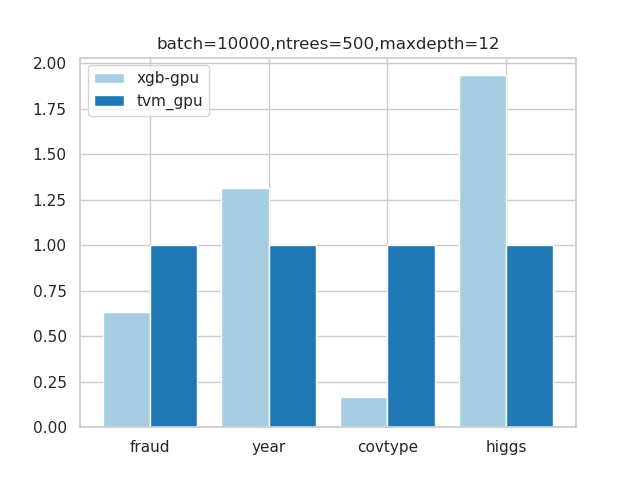 batch=10000,ntrees=500,maxdepth=12
2.00
1.75
1.50
1.25
1.00
0.75
0.50
0.25
0.00
xgb-gpu
tvm_gpu
fraud
year
covtype
higgs